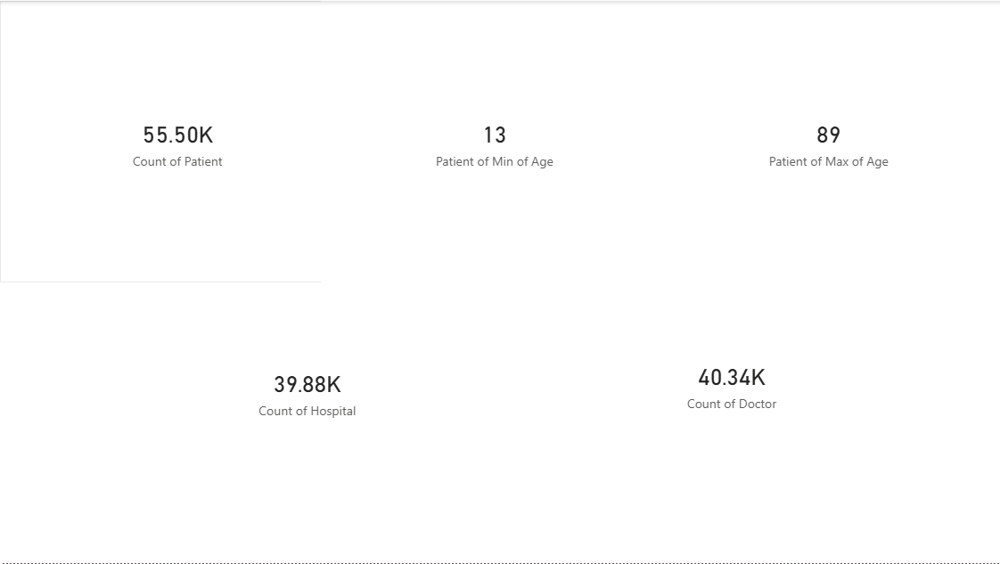 55.50K
Count of Patient
13
Patient of Min of Age
89
Patient of Max of Age
39.88K
Count of Hospital
40.34K
Count of Doctor